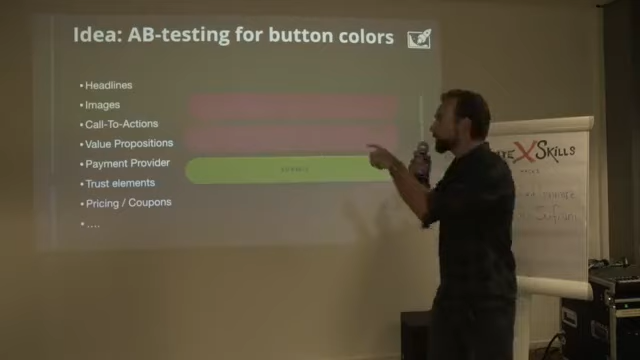 Idea: AB-testing for button colors
• Headlines
• Images
• Call-To-Actions
• Value Propositions
• Payment Provider
• Trust elements
• Pricing / Coupons
• ....
X SKILLS